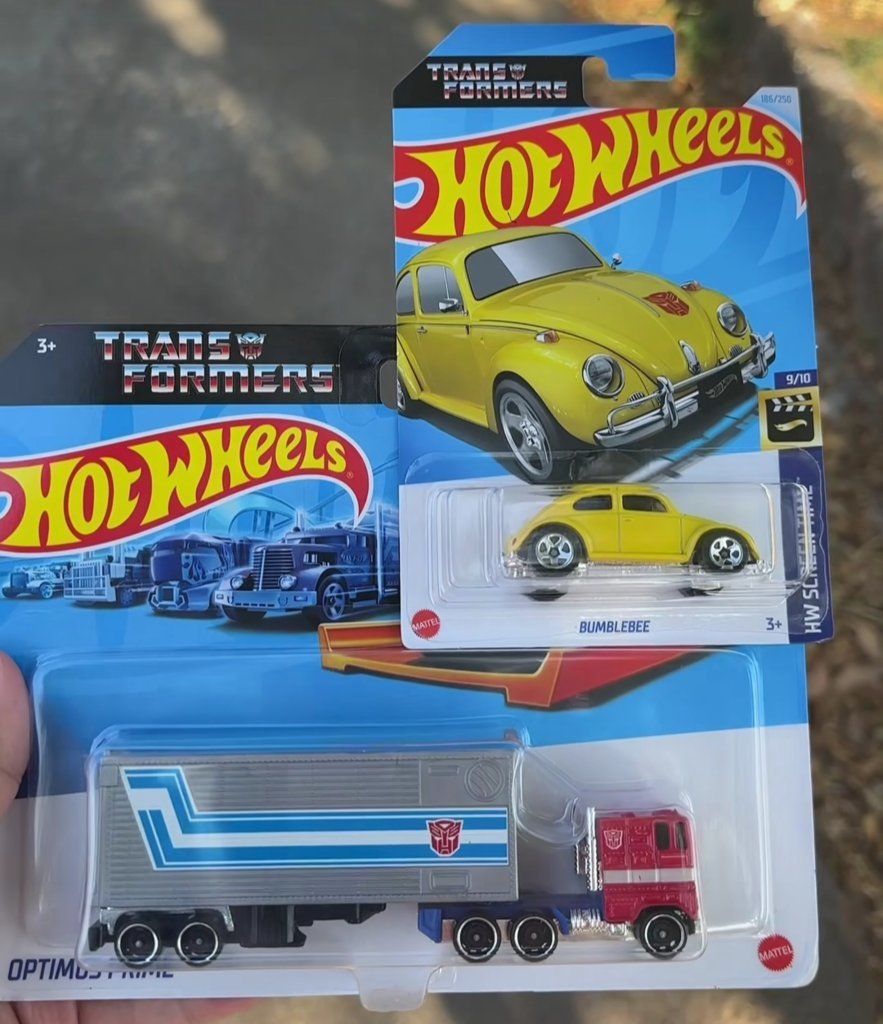 TRANS
FORMERS
186/250
HOT WHEELS
9/10
HW SCREEN TIME
MATTEL
BUMBLEBEE
3+
3+
TRANS
FORMERS
HOT WHEELS
OPTIMUS PRIME
MATTEL